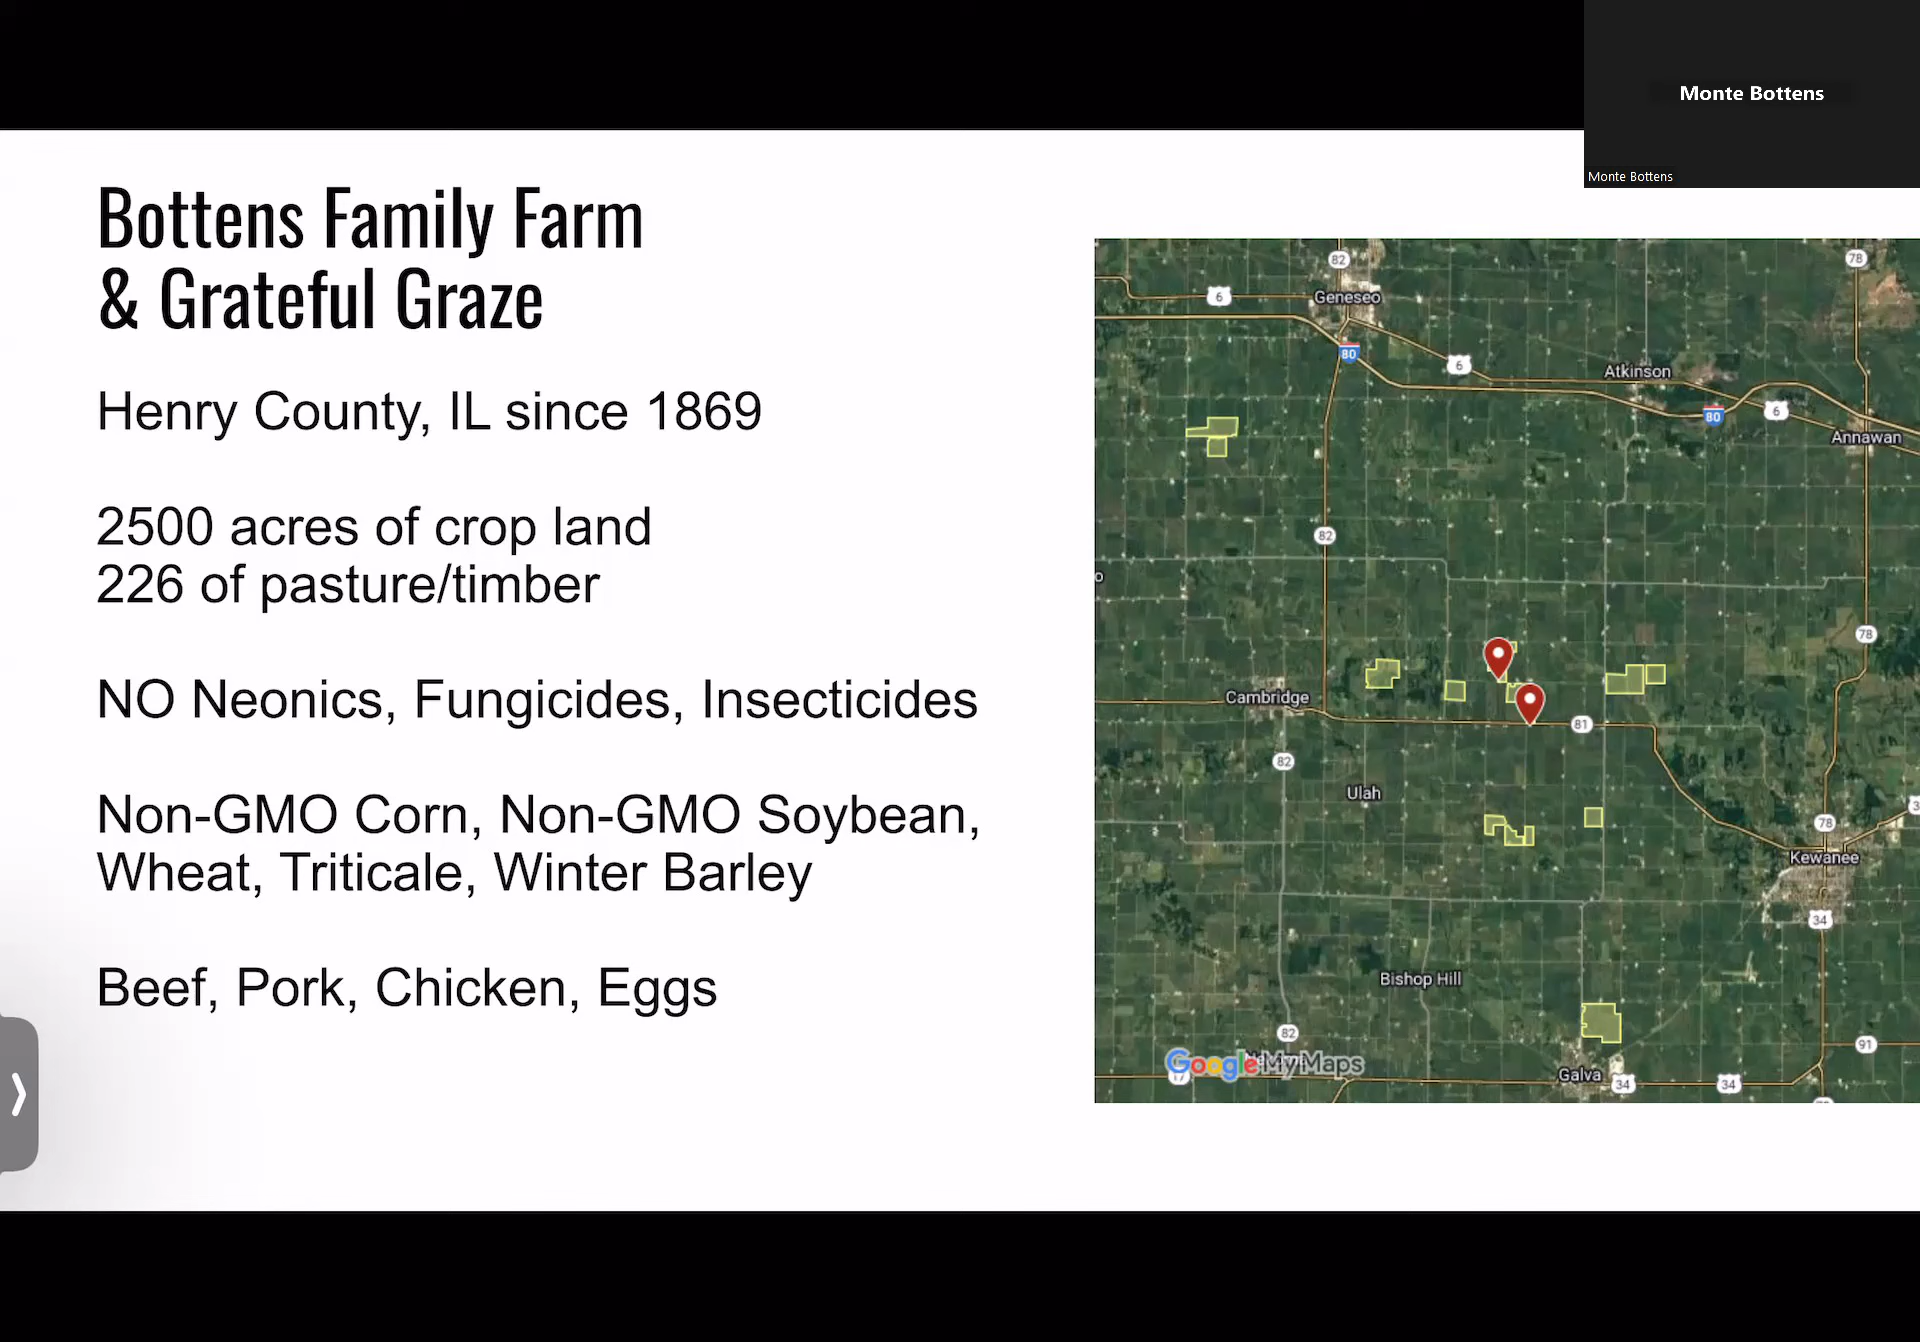 Monte Bottens
Monte Bottens
Bottens Family Farm
& Grateful Graze
Henry County, IL since 1869
2500 acres of crop land
226 of pasture/timber
NO Neonics, Fungicides, Insecticides
Non-GMO Corn, Non-GMO Soybean,
Wheat, Triticale, Winter Barley
Beef, Pork, Chicken, Eggs
82
78
6
Geneseo
80
6
Atkinson
80
6
Annawan
82
o
78
Cambridge
81
82
Ulah
78
Kewanee
34
Bishop Hill
82
91
Google My Maps
17
Galva
34
34